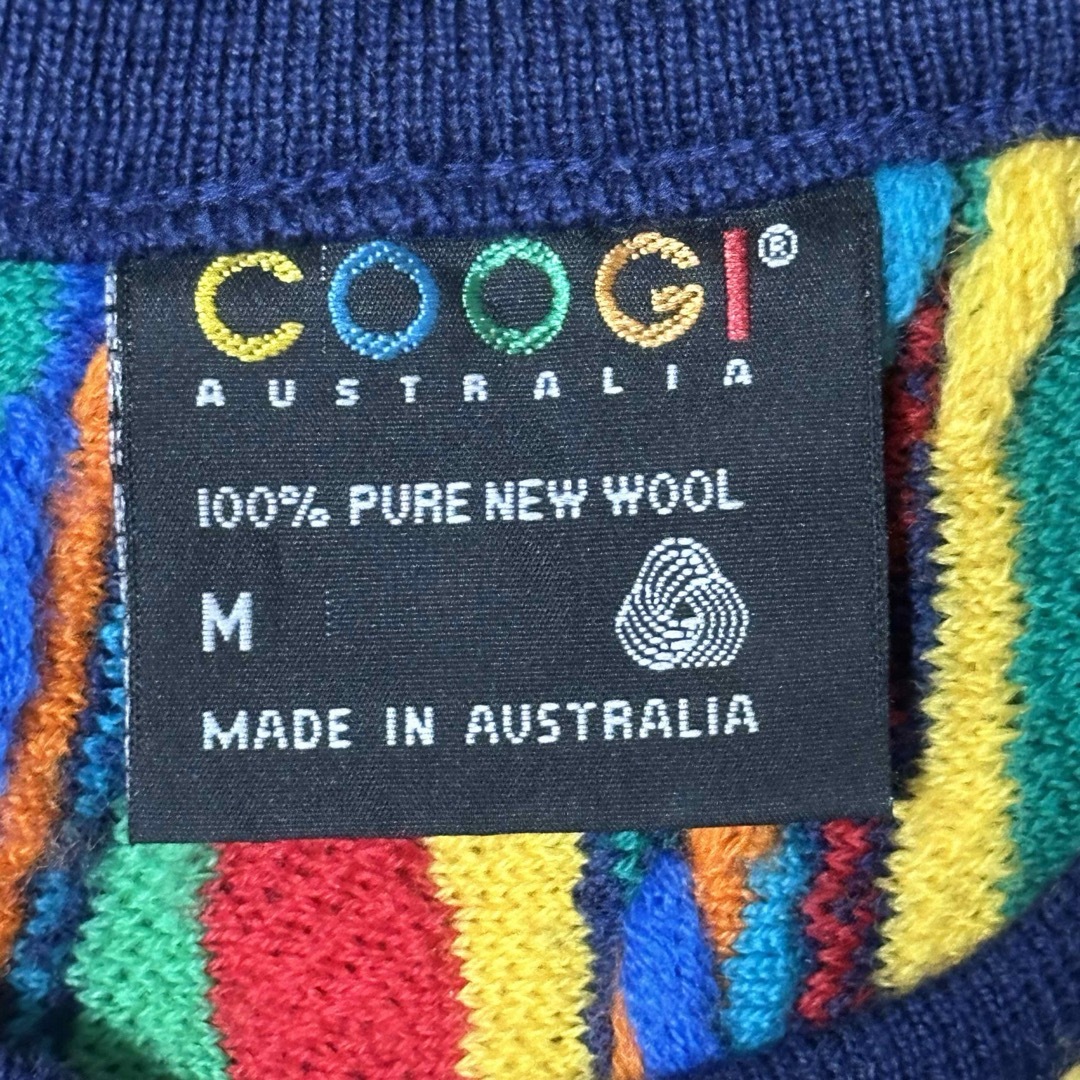 COOGI®
AUSTRALIA
100% PURE NEW WOOL
M
MADE IN AUSTRALIA